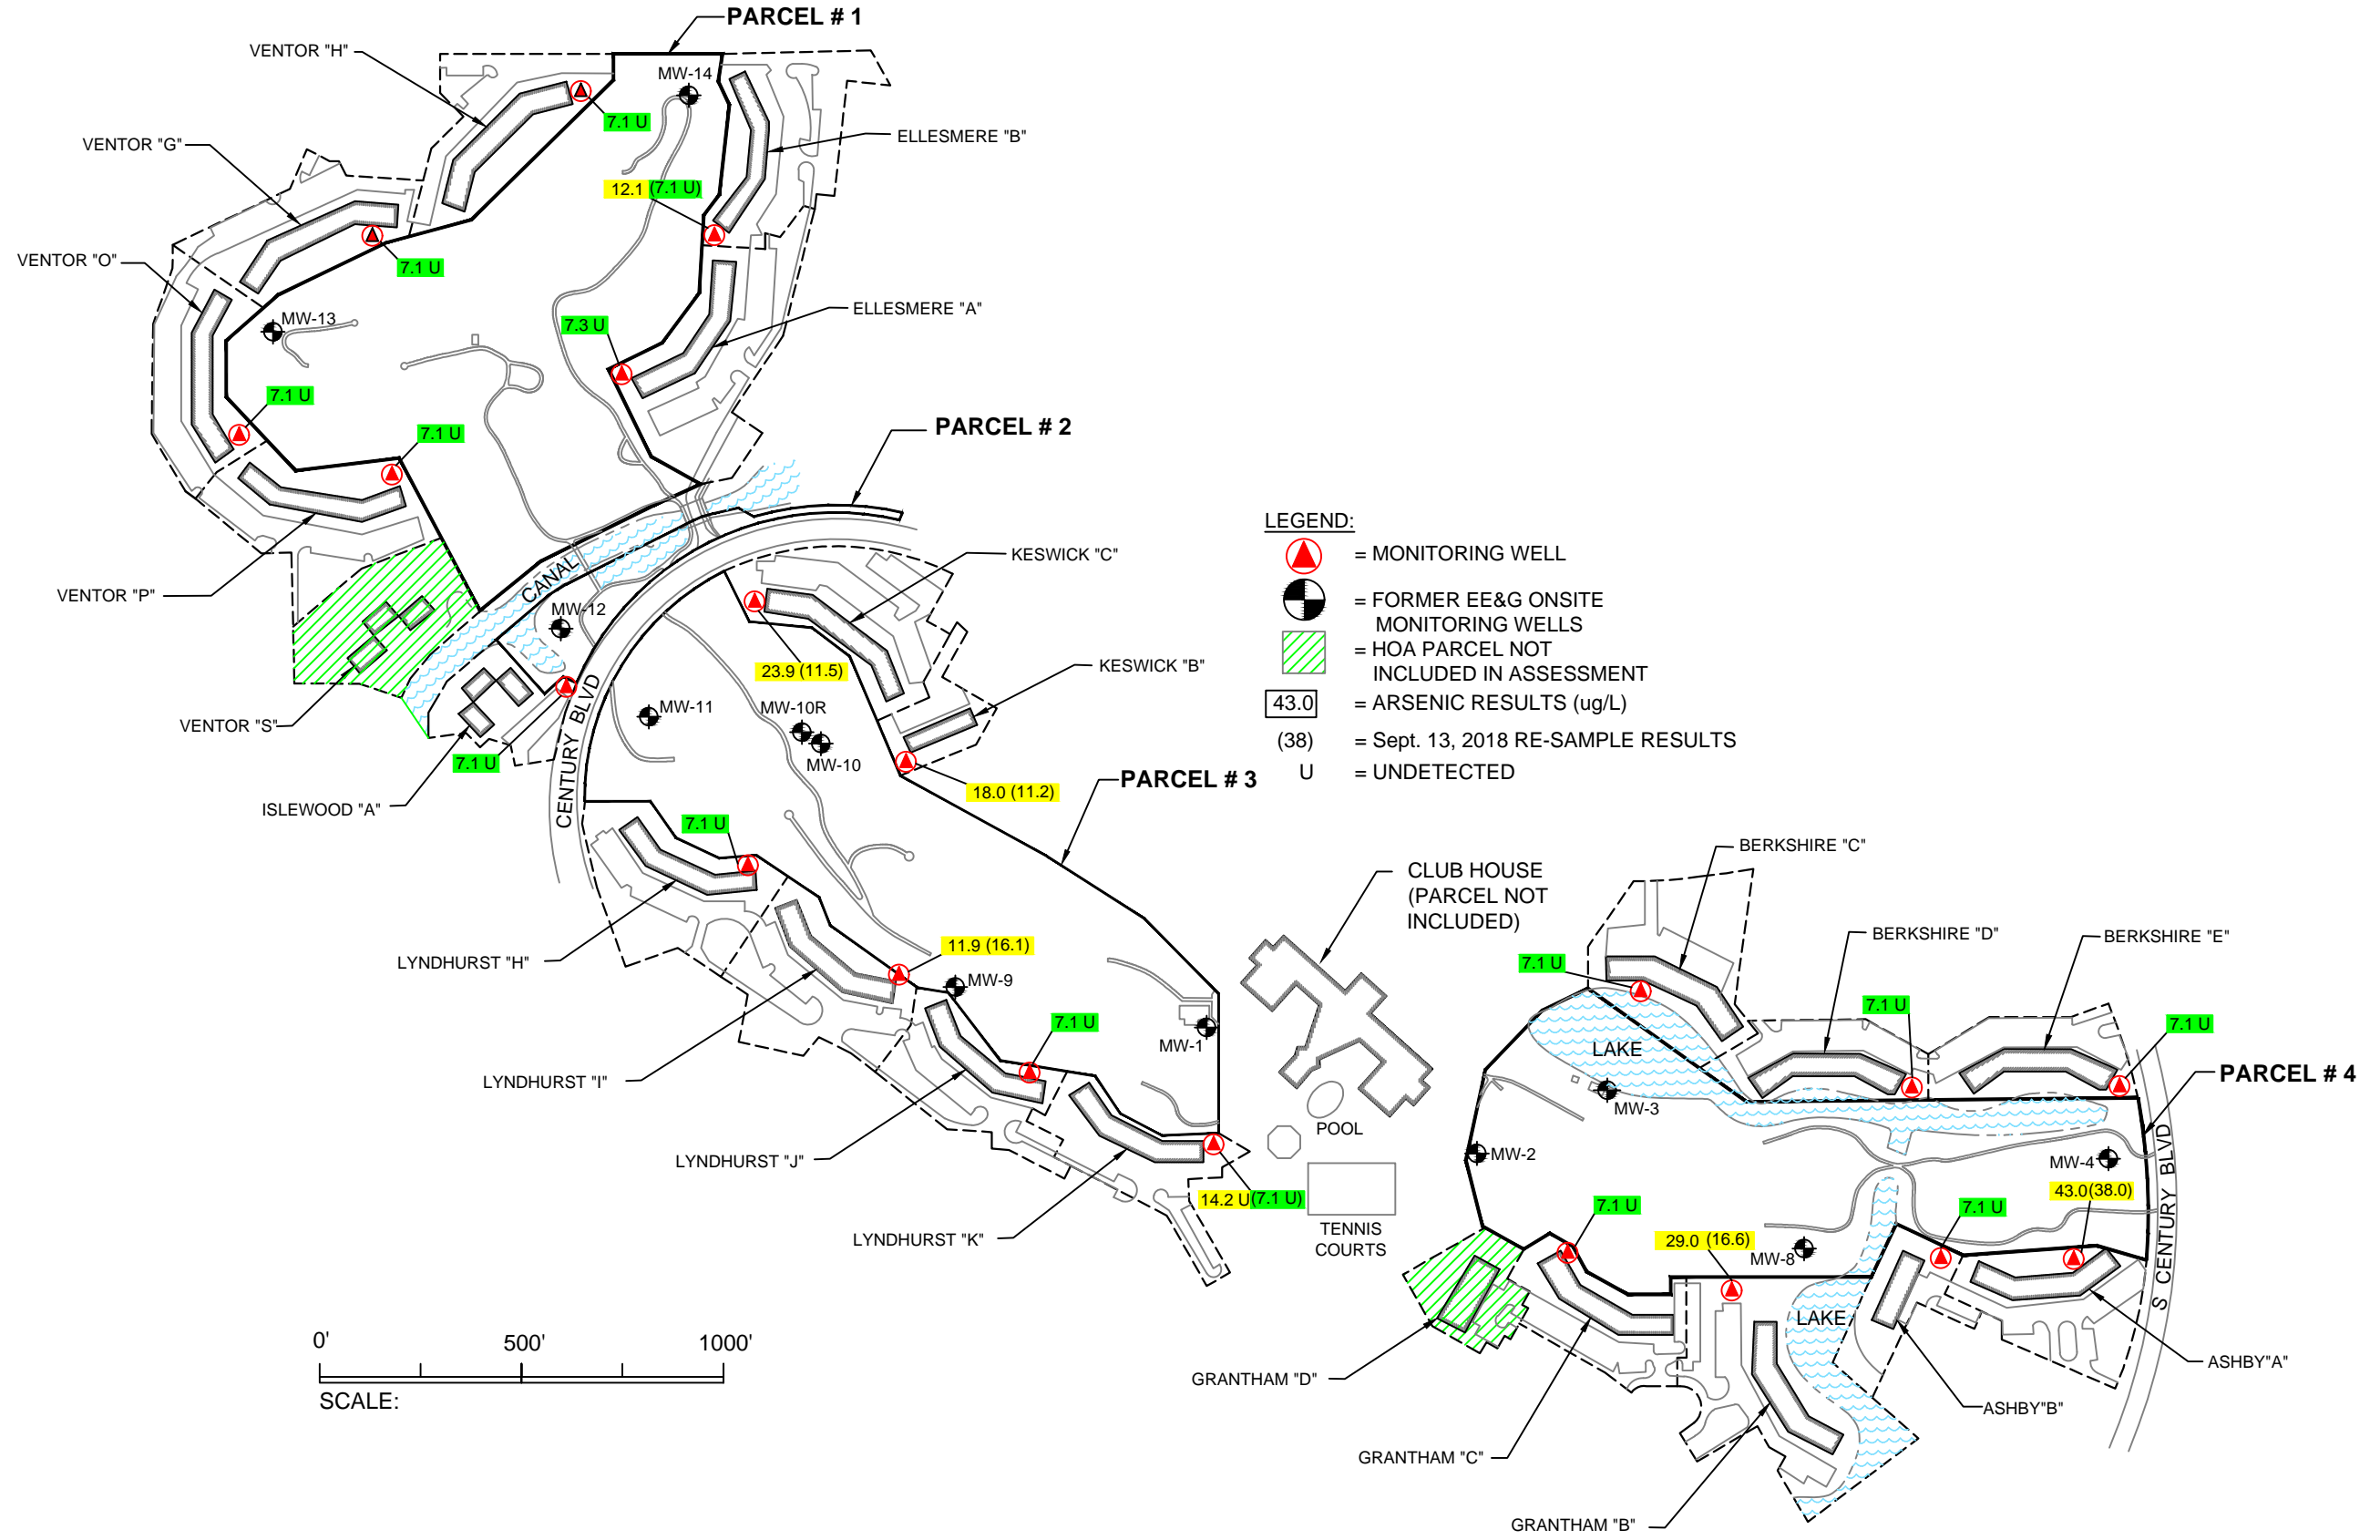 PARCEL # 1
VENTOR "H"
MW-14
7.1 U
VENTOR "G"
ELLESMERE "B"
12.1 (7.1 U)
VENTOR "O"
7.1 U
MW-13
7.3 U
ELLESMERE "A"
7.1 U
7.1 U
PARCEL # 2
VENTOR "P"
CANAL
MW-12
KESWICK "C"
23.9 (11.5)
KESWICK "B"
VENTOR "S"
MW-11
MW-10R
MW-10
7.1 U
CENTURY BLVD
ISLEWOOD "A"
18.0 (11.2)
PARCEL # 3
LEGEND:
= MONITORING WELL
= FORMER EE&G ONSITE
MONITORING WELLS
= HOA PARCEL NOT
INCLUDED IN ASSESSMENT
43.0 = ARSENIC RESULTS (ug/L)
(38) = Sept. 13, 2018 RE-SAMPLE RESULTS
U = UNDETECTED
7.1 U
LYNDHURST "H"
11.9 (16.1)
MW-9
LYNDHURST "I"
7.1 U
MW-1
LYNDHURST "J"
14.2 U(7.1 U)
LYNDHURST "K"
CLUB HOUSE
(PARCEL NOT
INCLUDED)
POOL
TENNIS
COURTS
BERKSHIRE "C"
BERKSHIRE "D"
BERKSHIRE "E"
7.1 U
7.1 U
7.1 U
LAKE
MW-3
PARCEL # 4
MW-2
MW-4
43.0(38.0)
7.1 U
7.1 U
29.0 (16.6)
MW-8
S CENTURY BLVD
LAKE
GRANTHAM "D"
ASHBY"A"
ASHBY"B"
GRANTHAM "C"
GRANTHAM "B"
0' 500' 1000'
SCALE: